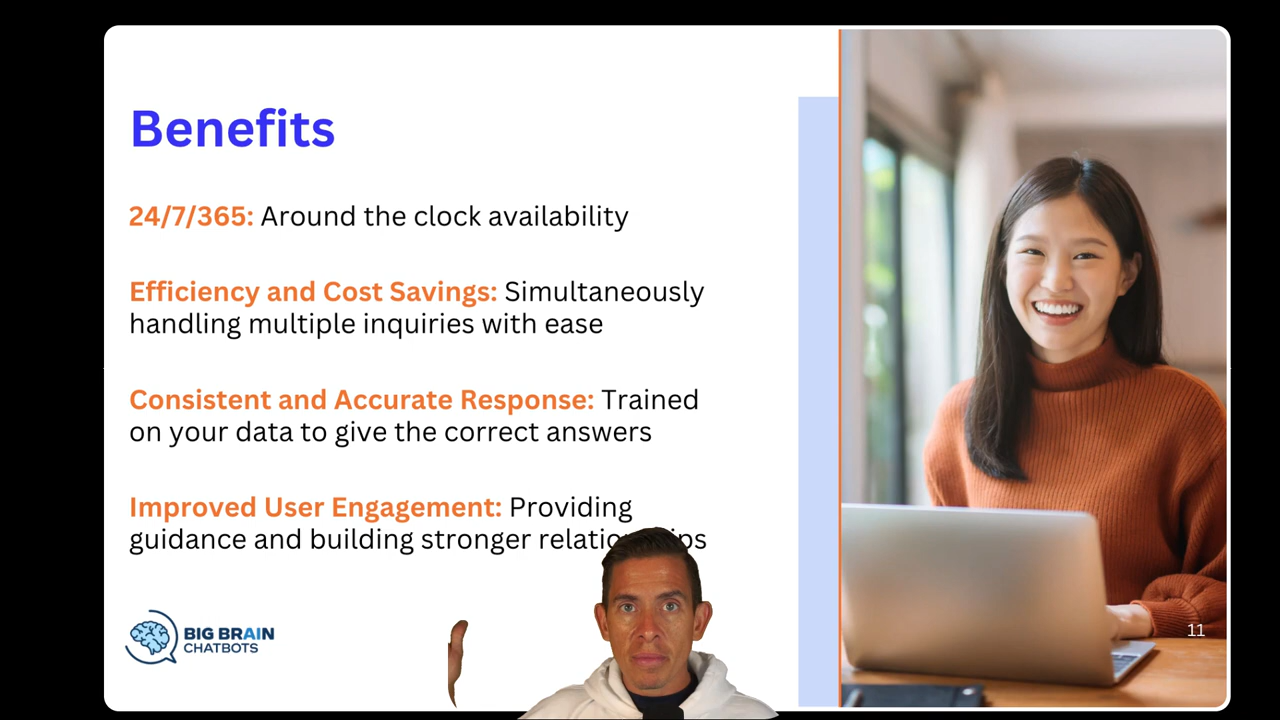 Benefits
24/7/365: Around the clock availability
Efficiency and Cost Savings: Simultaneously
handling multiple inquiries with ease
Consistent and Accurate Response: Trained
on your data to give the correct answers
Improved User Engagement: Providing
guidance and building stronger
BIG BRAIN
CHATBOTS
11